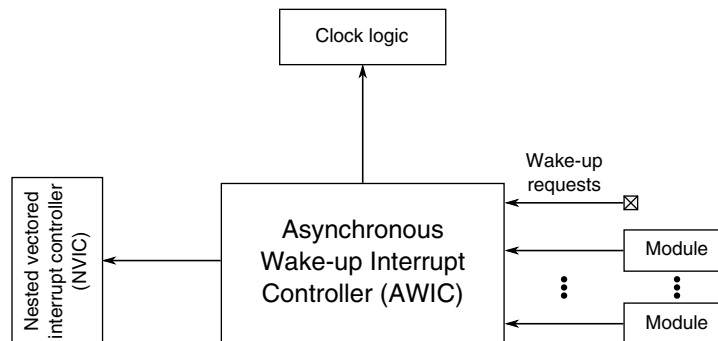 Clock logic
Wake-up
requests
Nested vectored
interrupt controller
(NVIC)
Asynchronous
Wake-up Interrupt
Controller (AWIC)
Module
Module